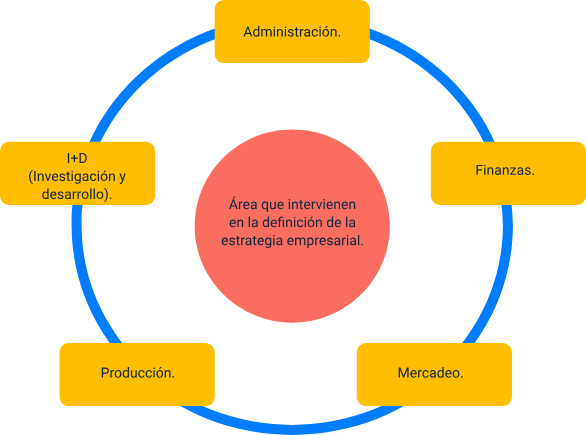 Administración.
I+D
(Investigación y
desarrollo).
Finanzas.
Área que intervienen
en la definición de la
estrategia empresarial.
Producción.
Mercadeo.